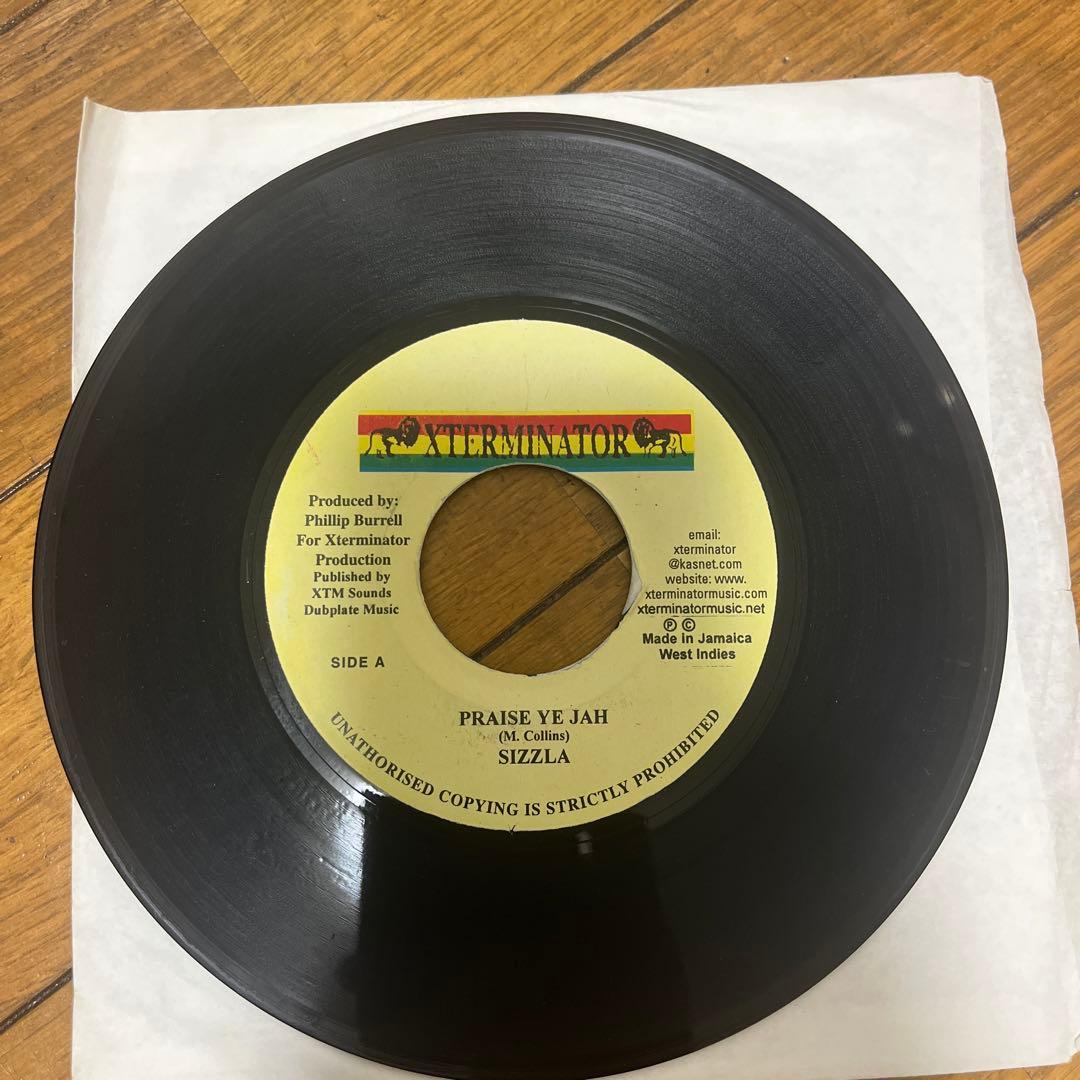 XTERMINATOR
Produced by:
Phillip Burrell
For Xterminator
Production
Published by
XTM Sounds
Dubplate Music
SIDE A
email:
xterminator
@kasnet.com
website: www.
xterminatormusic.com
xterminatormusic.net
℗ ©
Made in Jamaica
West Indies
PRAISE YE JAH
(M. Collins)
SIZZLA
UNATHORISED COPYING IS STRICTLY PROHIBITED